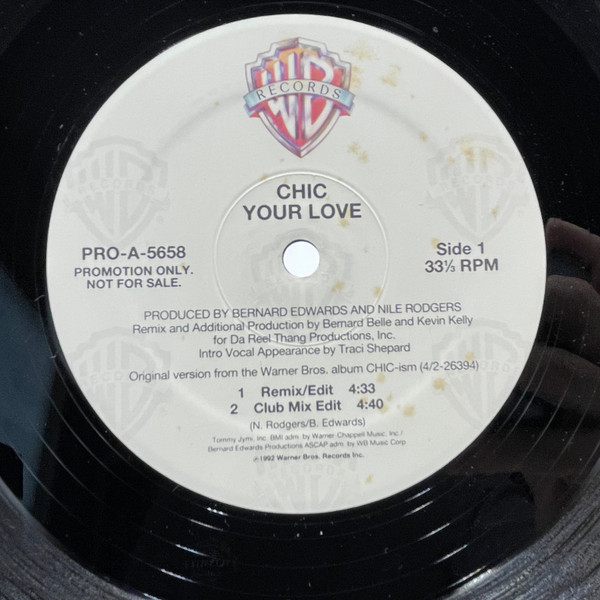 RECORDS
CHIC
YOUR LOVE
PRO-A-5658
PROMOTION ONLY.
NOT FOR SALE.
Side 1
33⅓ RPM
PRODUCED BY BERNARD EDWARDS AND NILE RODGERS
Remix and Additional Production by Bernard Belle and Kevin Kelly
for Da Reel Thang Productions, Inc.
Intro Vocal Appearance by Traci Shepard
Original version from the Warner Bros. album CHIC-ism (4/2-26394)
1 Remix/Edit 4:33
2 Club Mix Edit 4:40
(N. Rodgers/B. Edwards)
Tommy Jymi, Inc. BMI adm. by Warner Chappell Music, Inc./
Bernard Edwards Productions ASCAP adm. by WB Music Corp.
℗1992 Warner Bros. Records Inc.